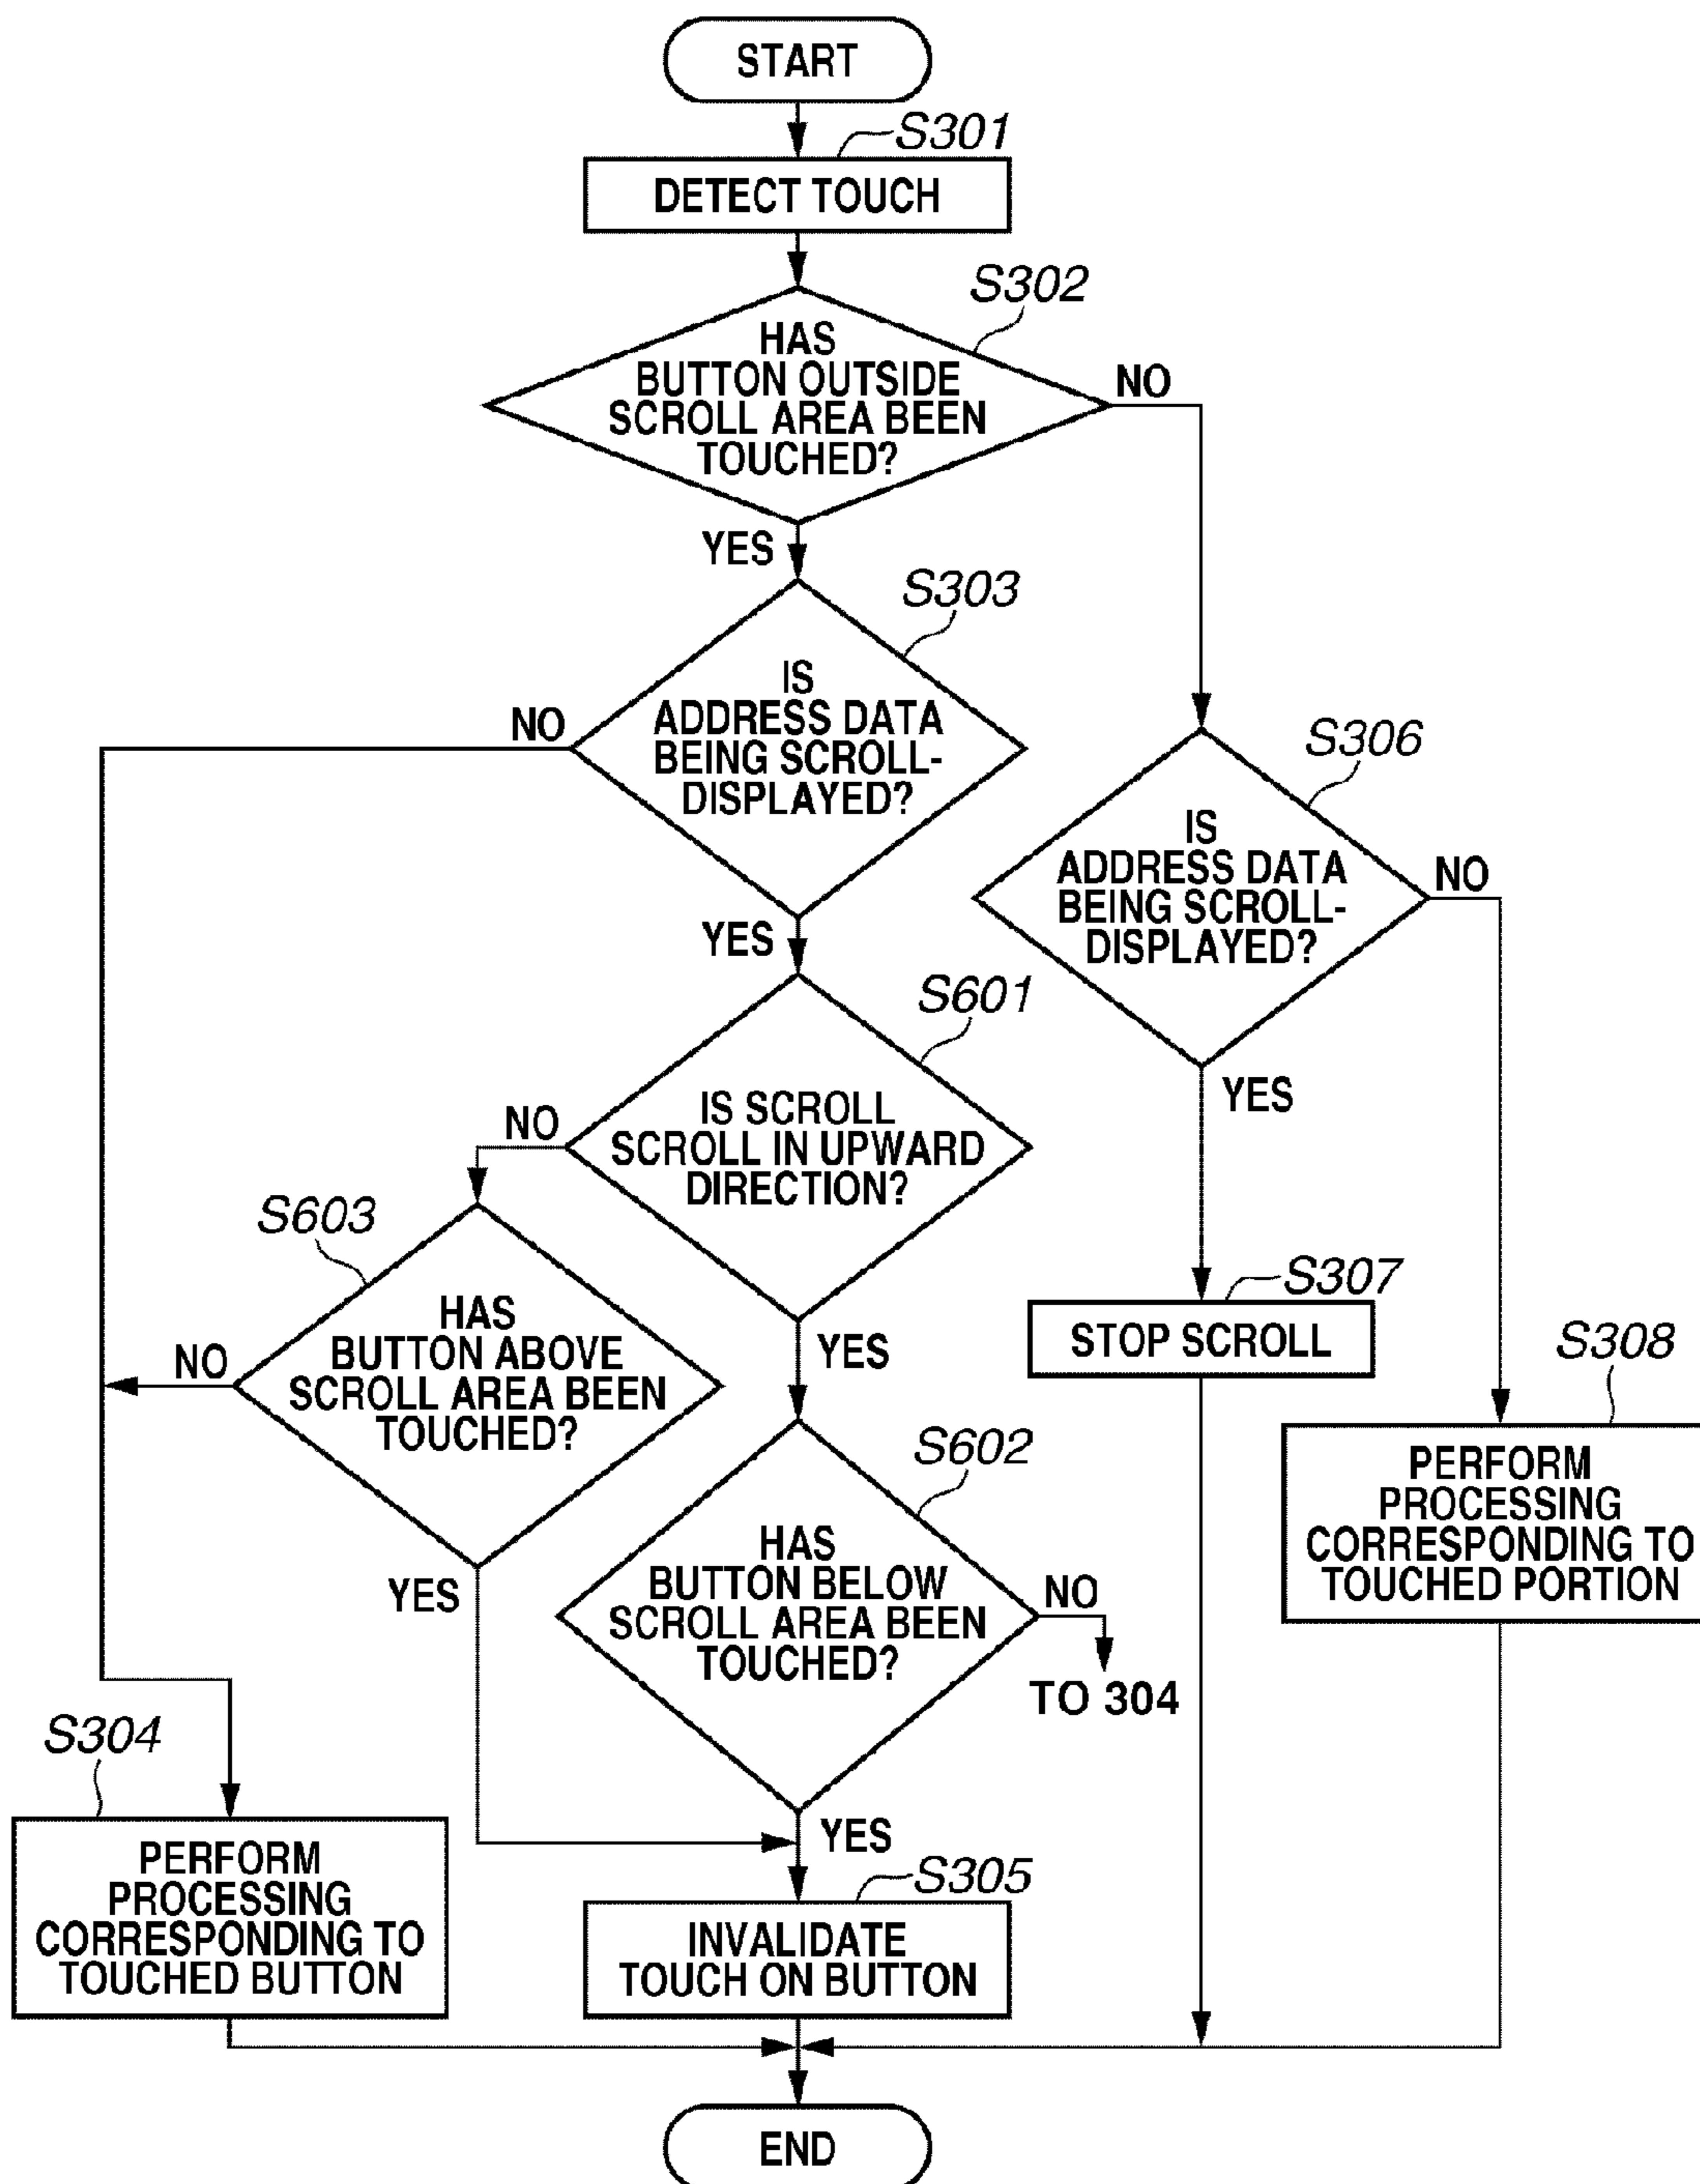 START
S301
DETECT TOUCH
S302
HAS
BUTTON OUTSIDE
SCROLL AREA BEEN
TOUCHED?
NO
YES
S303
IS
ADDRESS DATA
BEING SCROLL-
DISPLAYED?
NO
YES
S306
IS
ADDRESS DATA
BEING SCROLL-
DISPLAYED?
NO
YES
S601
IS SCROLL
SCROLL IN UPWARD
DIRECTION?
NO
YES
S603
HAS
BUTTON ABOVE
SCROLL AREA BEEN
TOUCHED?
NO
YES
S307
STOP SCROLL
S308
PERFORM
PROCESSING
CORRESPONDING TO
TOUCHED PORTION
S602
HAS
BUTTON BELOW
SCROLL AREA BEEN
TOUCHED?
NO
TO 304
YES
S304
PERFORM
PROCESSING
CORRESPONDING TO
TOUCHED BUTTON
S305
INVALIDATE
TOUCH ON BUTTON
END